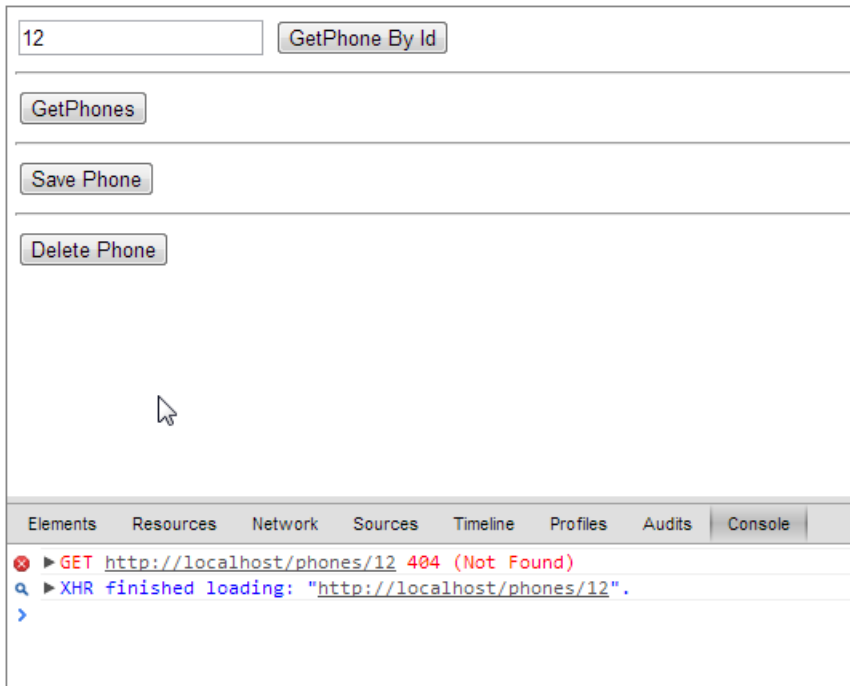 12 GetPhone By Id
GetPhones
Save Phone
Delete Phone
Elements Resources Network Sources Timeline Profiles Audits Console
GET http://localhost/phones/12 404 (Not Found)
XHR finished loading: "http://localhost/phones/12".